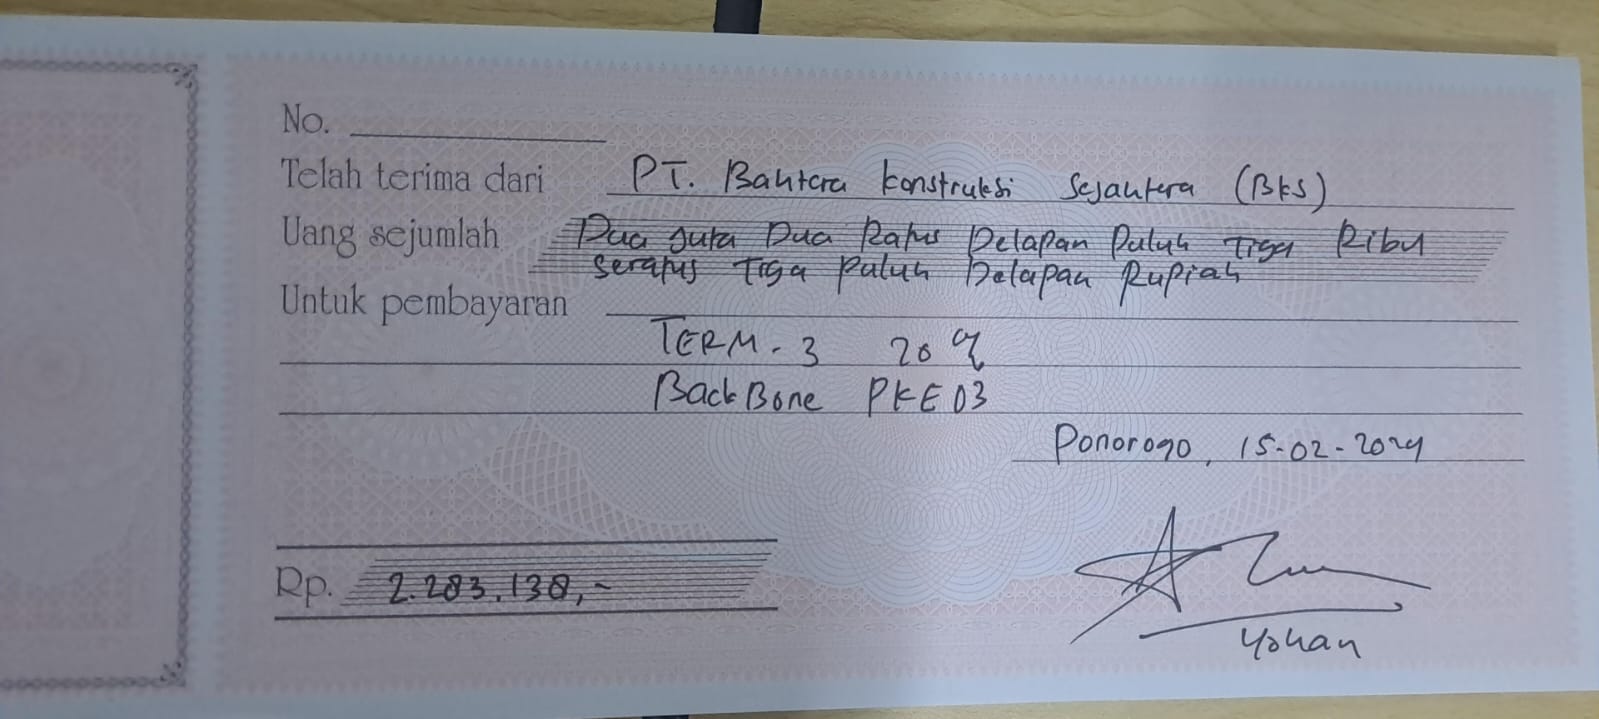 No.
Telah terima dari PT. Bahtera Konstruksi Sejahtera (BKS)
Uang sejumlah Dua Juta Dua Ratus Delapan Puluh Tiga Ribu
Seratus Tiga Puluh Delapan Rupiah
Untuk pembayaran
TERM - 3 20 %
BackBone PKE03
Ponorogo, 15-02-2024
Rp. 2.283.138,-
Yohan